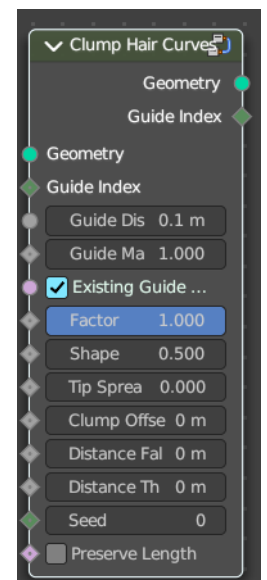 Clump Hair Curves
Geometry
Guide Index
Geometry
Guide Index
Guide Dis 0.1 m
Guide Ma 1.000
Existing Guide ...
Factor 1.000
Shape 0.500
Tip Sprea 0.000
Clump Offse 0 m
Distance Fal 0 m
Distance Th 0 m
Seed 0
Preserve Length